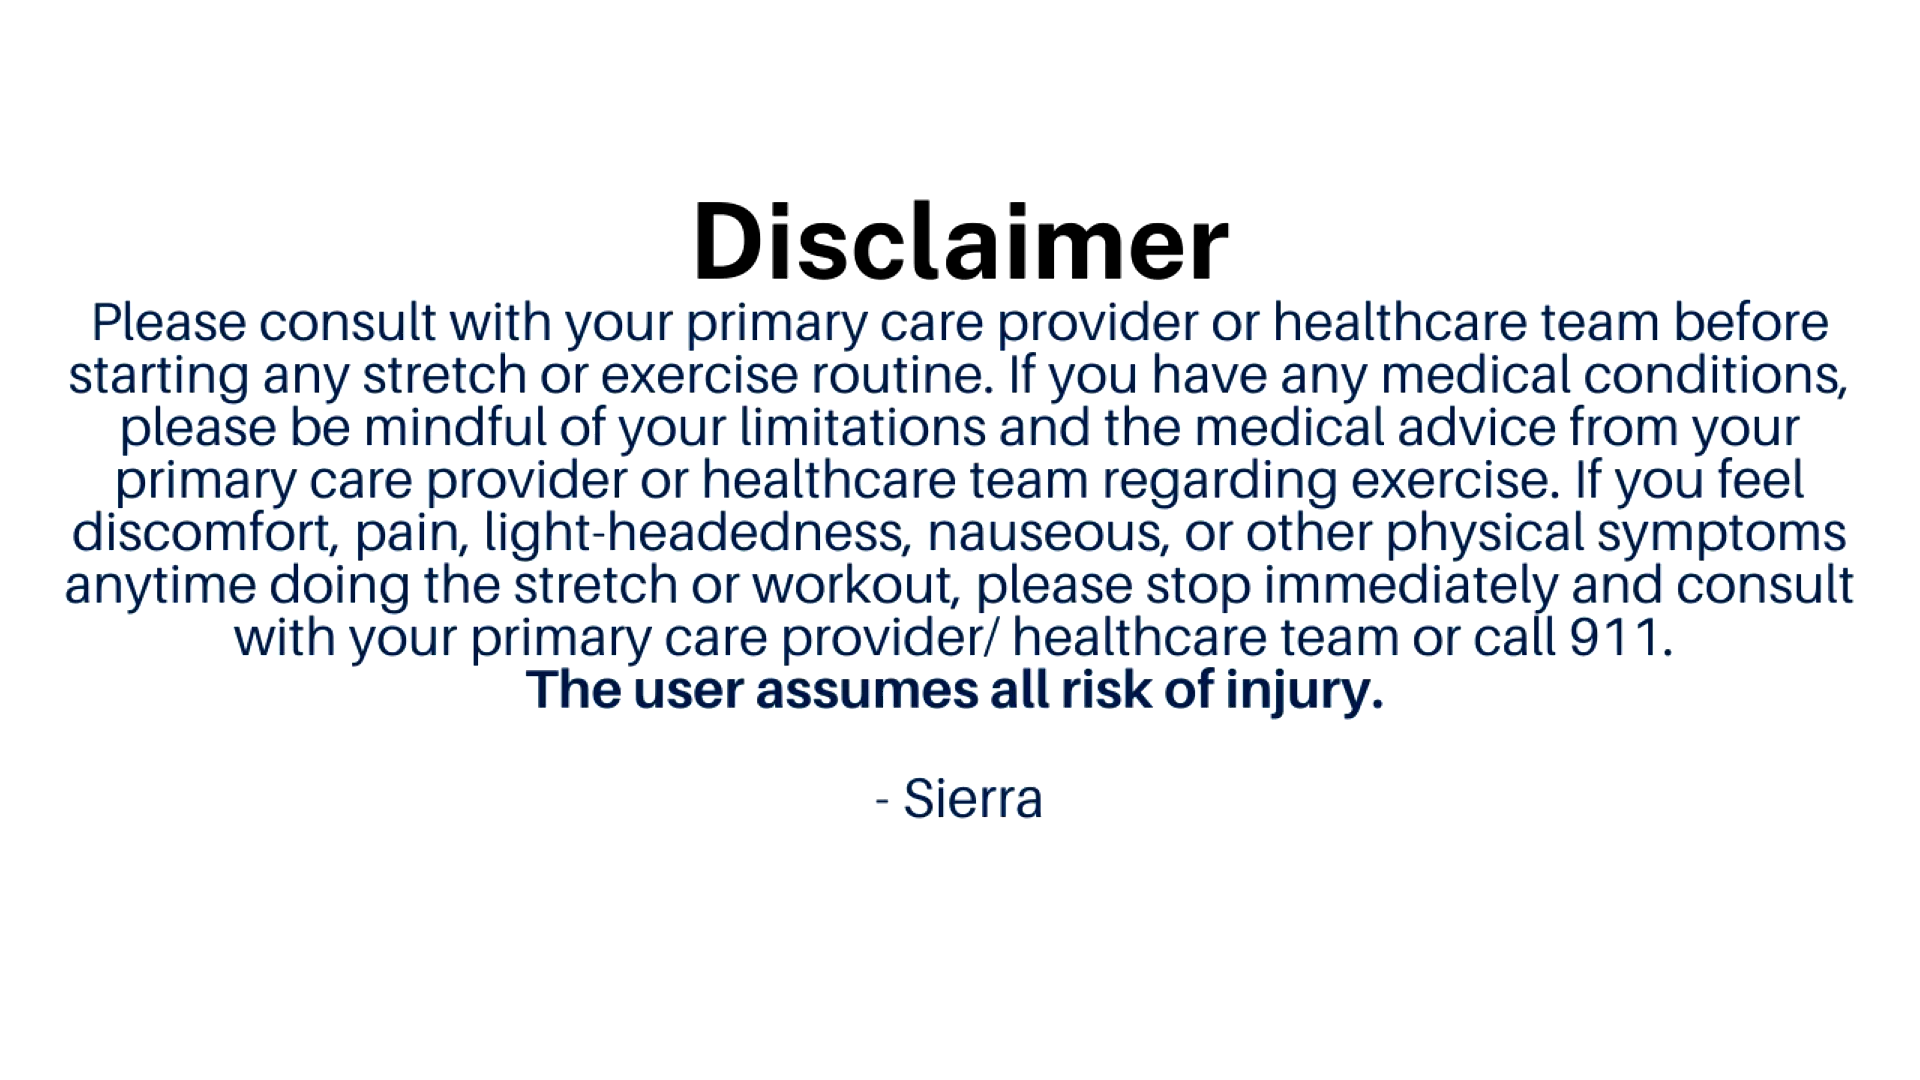 Disclaimer
Please consult with your primary care provider or healthcare team before
starting any stretch or exercise routine. If you have any medical conditions,
please be mindful of your limitations and the medical advice from your
primary care provider or healthcare team regarding exercise. If you feel
discomfort, pain, light-headedness, nauseous, or other physical symptoms
anytime doing the stretch or workout, please stop immediately and consult
with your primary care provider/ healthcare team or call 911.
The user assumes all risk of injury.
- Sierra